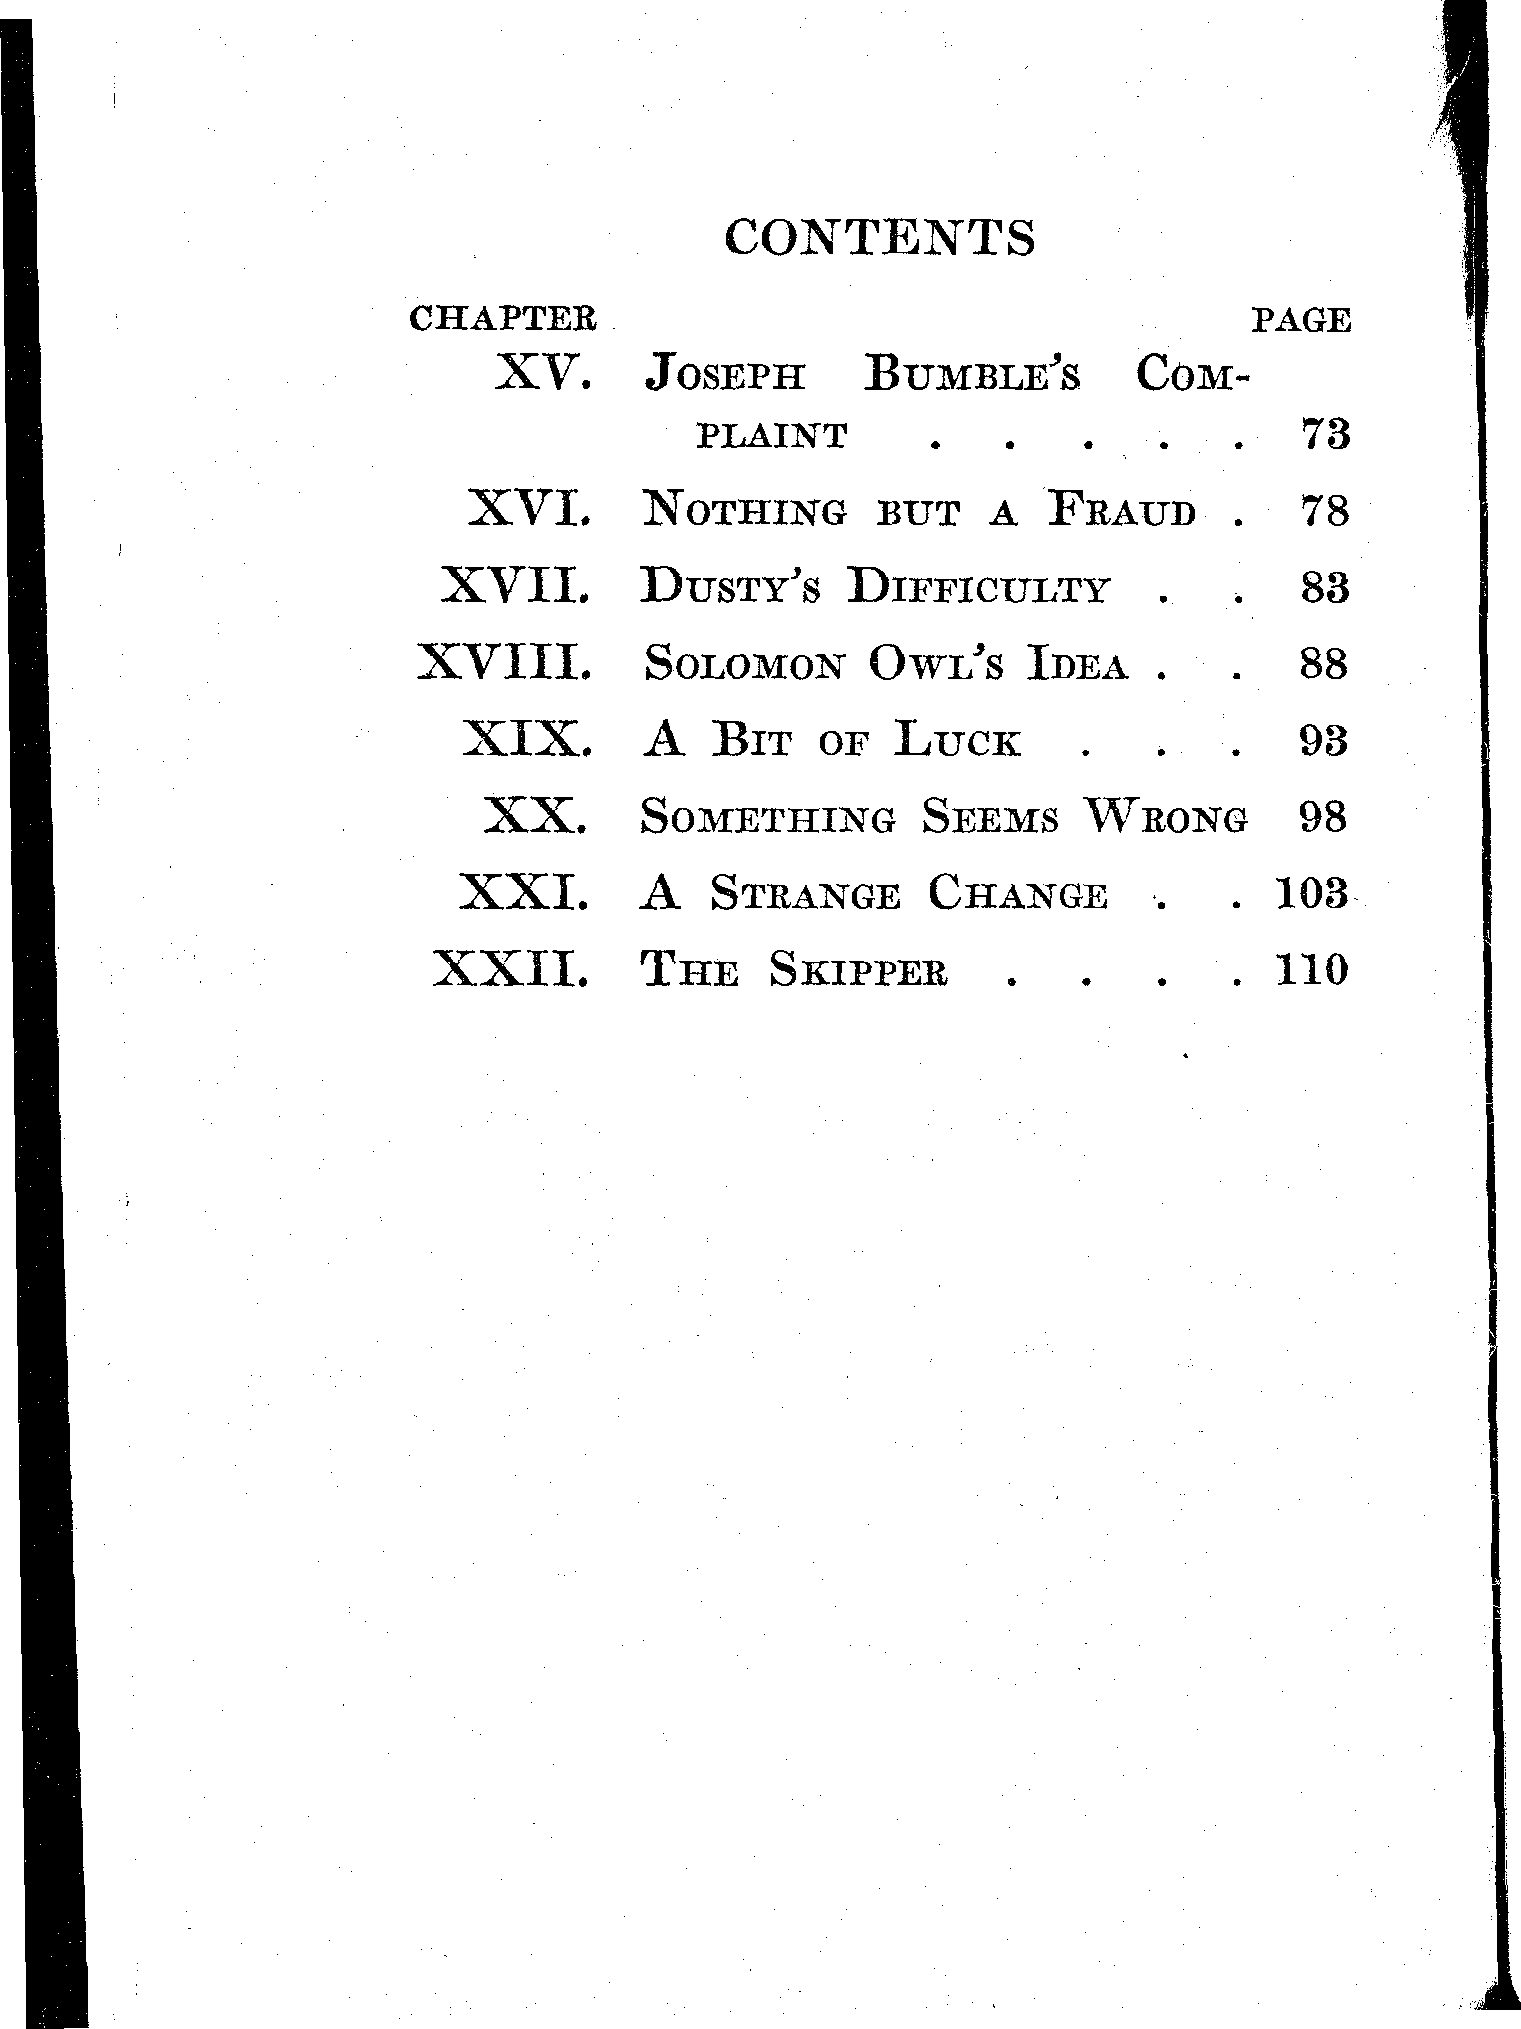 CONTENTS
CHAPTER PAGE
XV. JOSEPH BUMBLE'S COM-
PLAINT . . . . . 73
XVI. NOTHING BUT A FRAUD . 78
XVII. DUSTY'S DIFFICULTY . . 83
XVIII. SOLOMON OWL'S IDEA . . 88
XIX. A BIT OF LUCK . . . 93
XX. SOMETHING SEEMS WRONG 98
XXI. A STRANGE CHANGE . . 103
XXII. THE SKIPPER . . . . 110